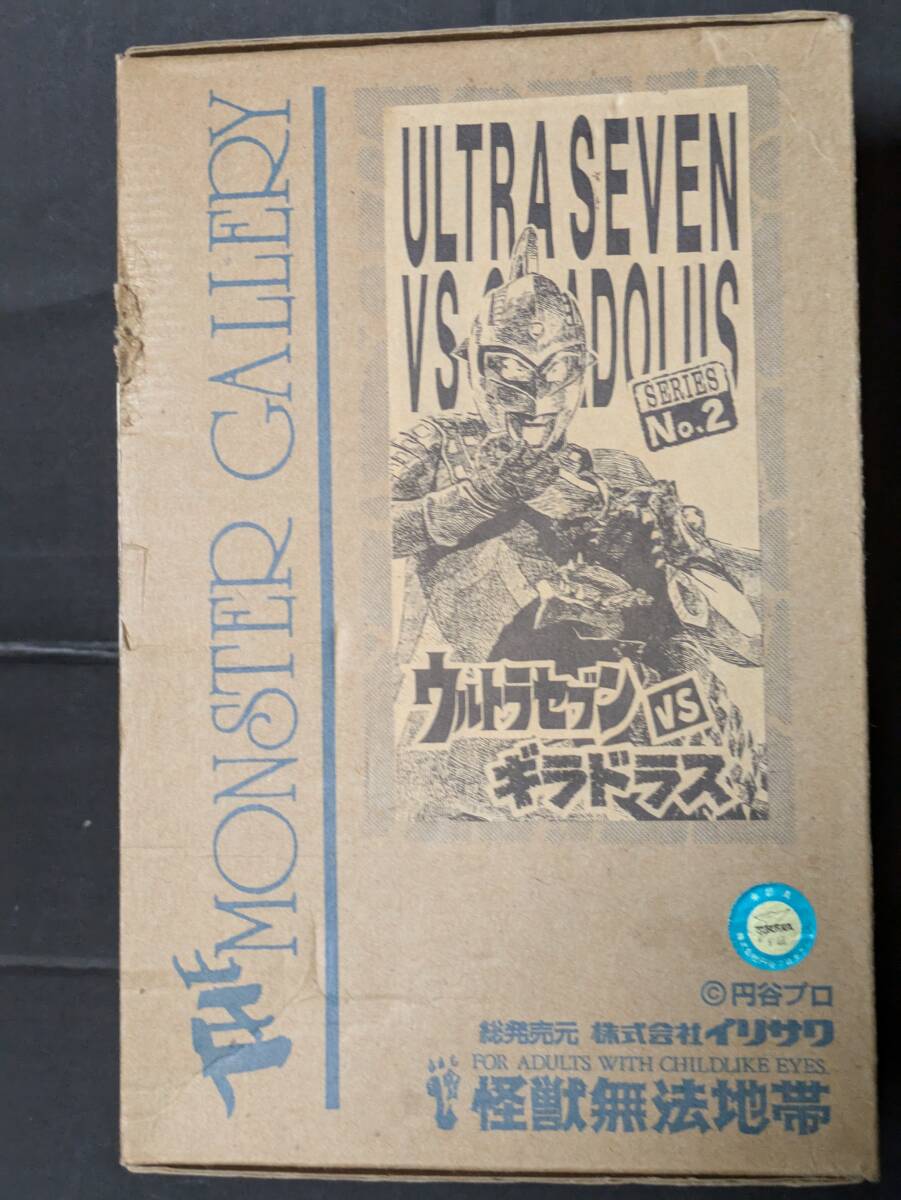 THE MONSTER GALLERY
ULTRA SEVEN
VS G ADOLUS
SERIES
No.2
ウルトラセブン VS
ギラドラス
©円谷プロ
総発売元 株式会社イリサワ
FOR ADULTS WITH CHILDLIKE EYES.
怪獣無法地帯